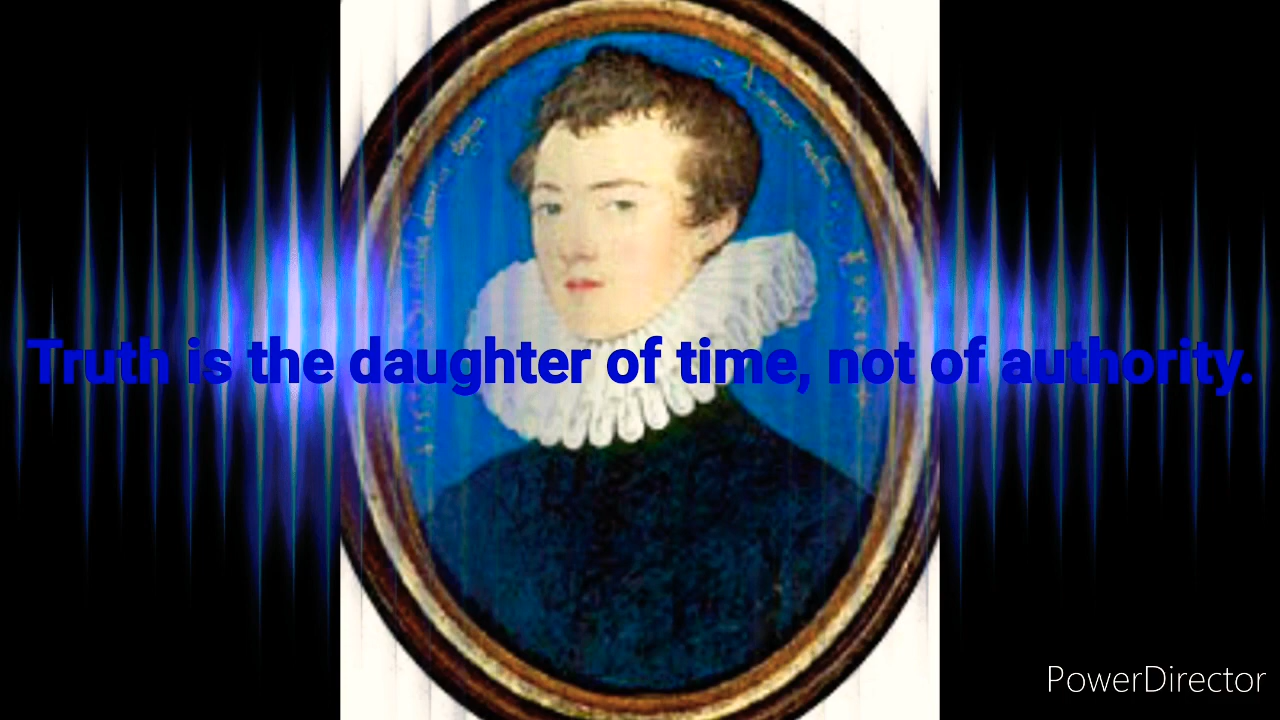 Truth is the daughter of time, not of authority.
PowerDirector